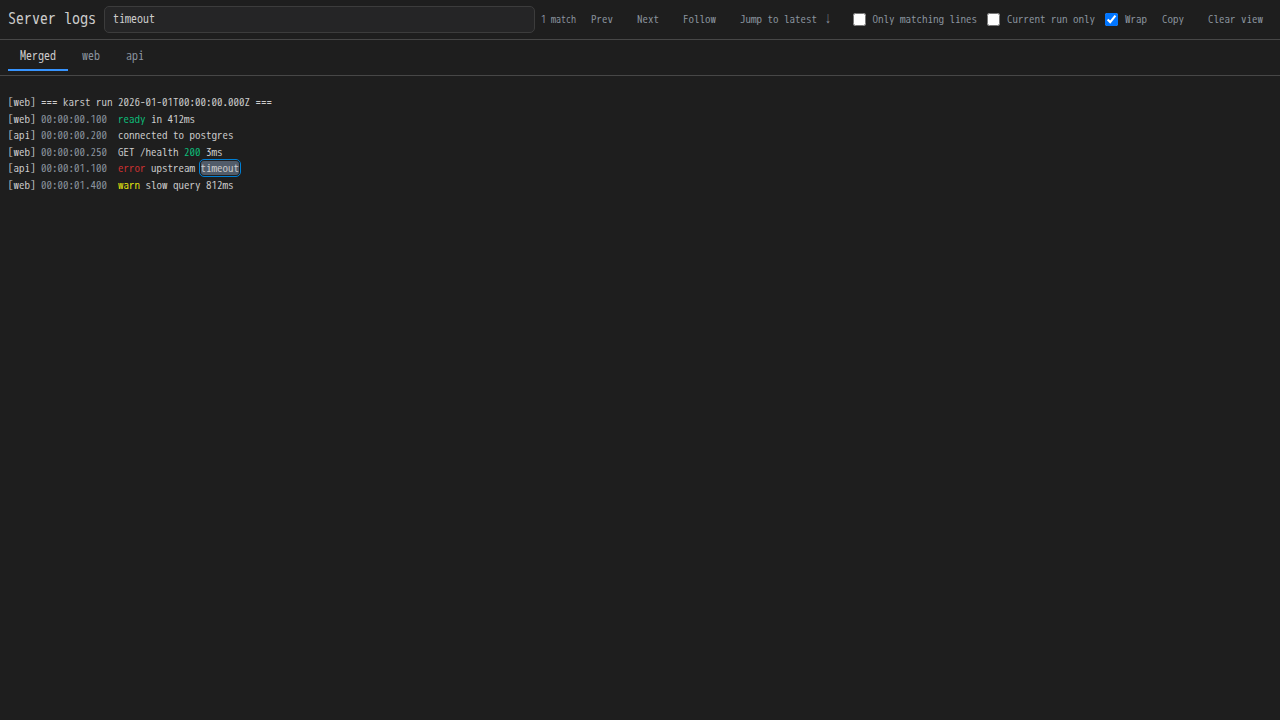 Server logs timeout 1 match Prev Next Follow Jump to latest ↓ Only matching lines Current run only Wrap Copy Clear view
Merged web api
[web] === karst run 2026-01-01T00:00:00.000Z ===
[web] 00:00:00.100 ready in 412ms
[api] 00:00:00.200 connected to postgres
[web] 00:00:00.250 GET /health 200 3ms
[api] 00:00:01.100 error upstream timeout
[web] 00:00:01.400 warn slow query 812ms